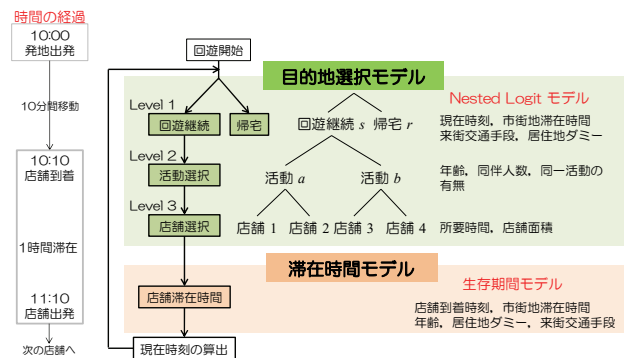 時間の経過
10:00
発地出発
10分間移動
10:10
店舗到着
1時間滞在
11:10
店舗出発
次の店舗へ
回遊開始
目的地選択モデル
Level 1
回遊継続
帰宅
Level 2
活動選択
Level 3
店舗選択
回遊継続 s 帰宅 r
活動 a
活動 b
店舗 1 店舗 2 店舗 3 店舗 4
Nested Logit モデル
現在時刻，市街地滞在時間
来街交通手段，居住地ダミー
年齢，同伴人数，同一活動の
有無
所要時間，店舗面積
滞在時間モデル
店舗滞在時間
生存期間モデル
店舗到着時刻，市街地滞在時間
年齢，居住地ダミー，来街交通手段
現在時刻の算出